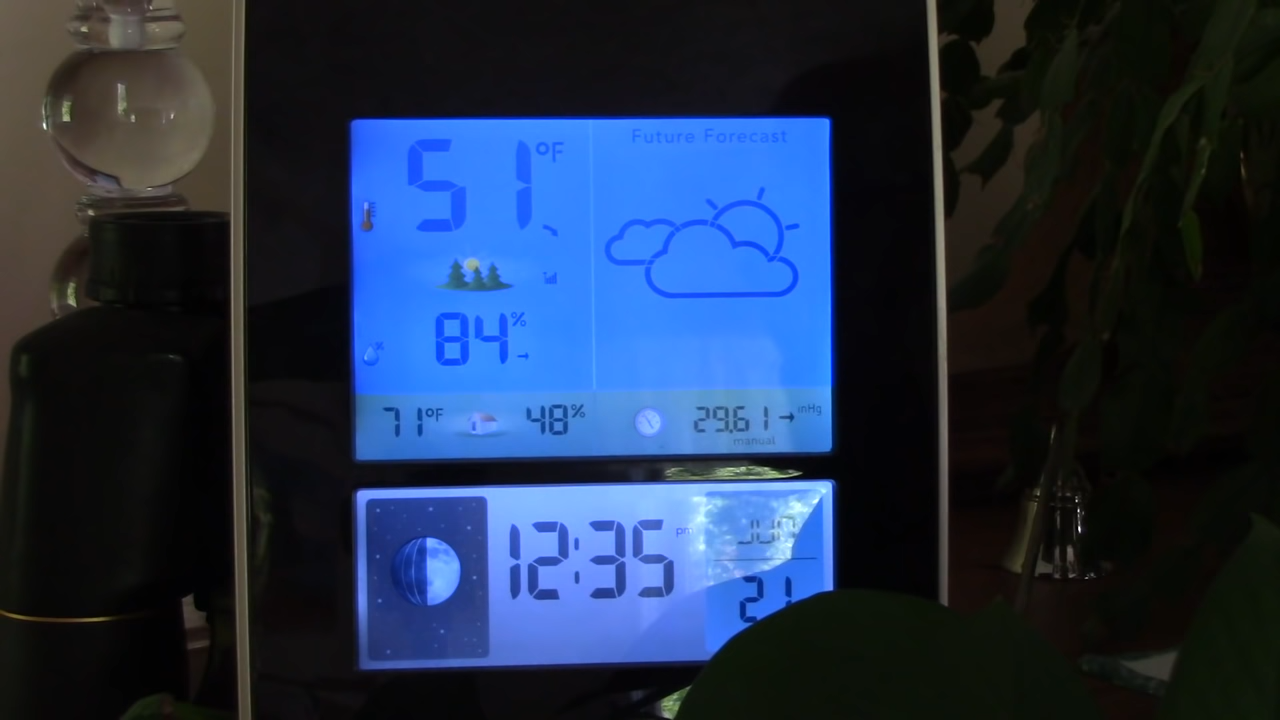 51 °F
Future Forecast
84 %
71 °F 48 % 29.61 inHg
manual
12:35 pm
JUN
21